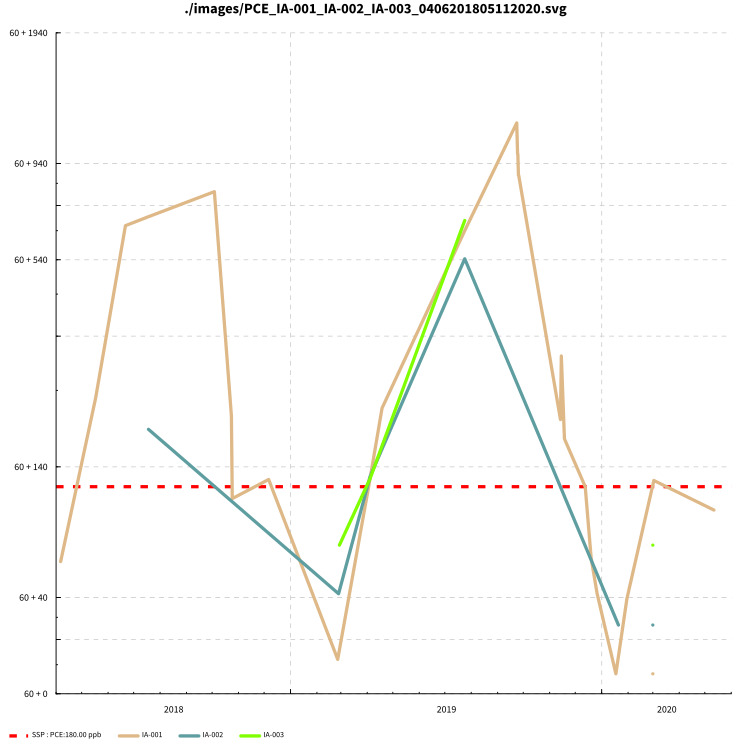 ./images/PCE_IA-001_IA-002_IA-003_0406201805112020.svg
60 + 1940
60 + 940
60 + 540
60 + 140
60 + 40
60 + 0
2018 2019 2020
SSP : PCE:180.00 ppb IA-001 IA-002 IA-003